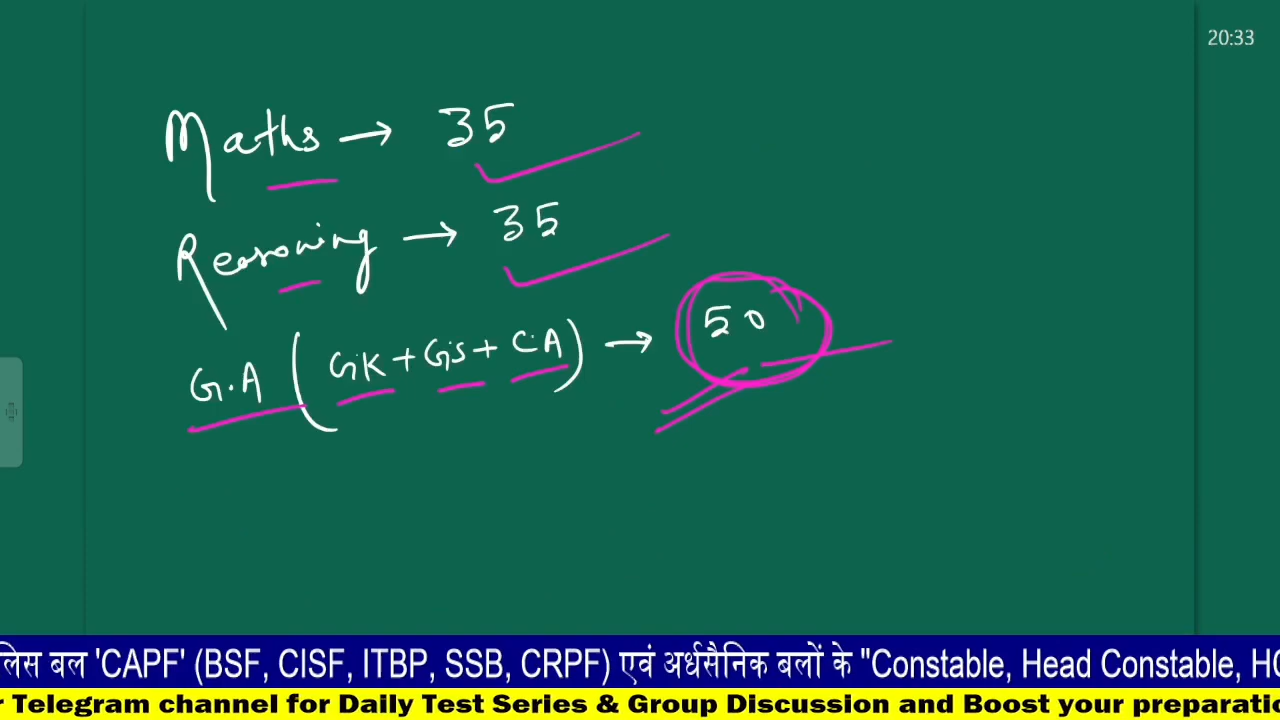 20:33
Maths → 35
Reasoning → 35
G.A (GK + GS + CA) → 50
लिस बल 'CAPF' (BSF, CISF, ITBP, SSB, CRPF) एवं अर्धसैनिक बलों के "Constable, Head Constable, HC
r Telegram channel for Daily Test Series & Group Discussion and Boost your preparatio